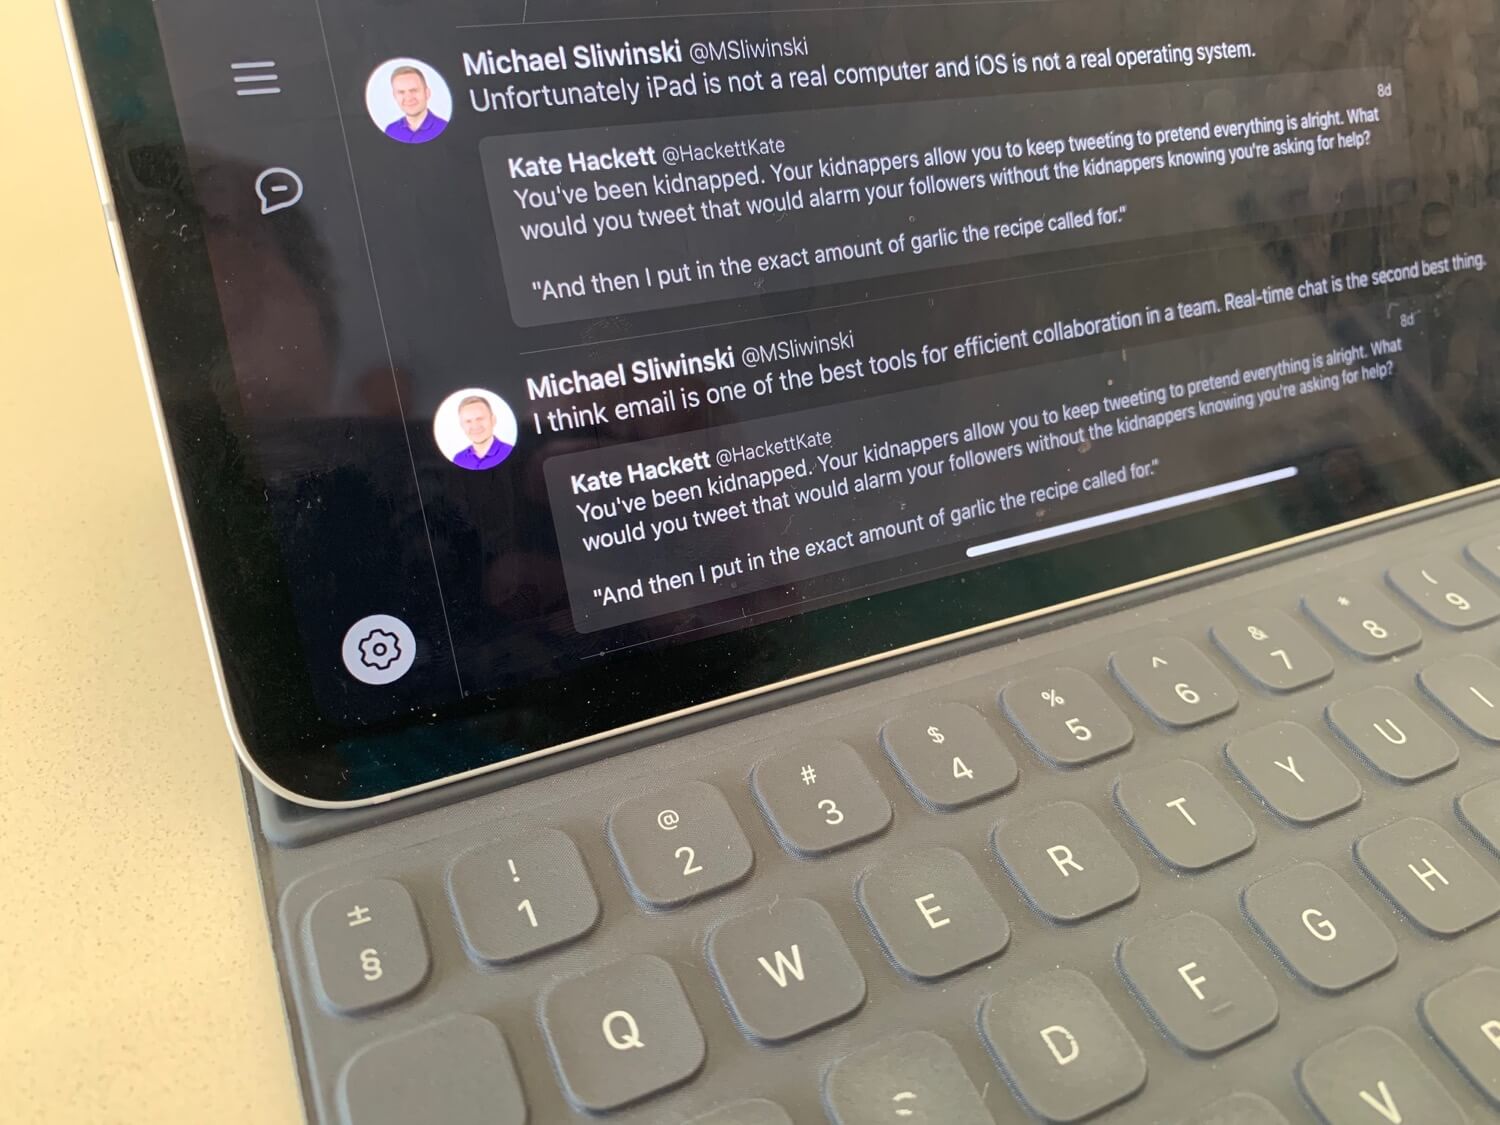 Michael Sliwinski @MSliwinski
Unfortunately iPad is not a real computer and iOS is not a real operating system.
Kate Hackett @HackettKate 8d
You've been kidnapped. Your kidnappers allow you to keep tweeting to pretend everything is alright. What
would you tweet that would alarm your followers without the kidnappers knowing you're asking for help?
"And then I put in the exact amount of garlic the recipe called for."
Michael Sliwinski @MSliwinski
I think email is one of the best tools for efficient collaboration in a team. Real-time chat is the second best thing.
Kate Hackett @HackettKate 8d
You've been kidnapped. Your kidnappers allow you to keep tweeting to pretend everything is alright. What
would you tweet that would alarm your followers without the kidnappers knowing you're asking for help?
"And then I put in the exact amount of garlic the recipe called for."
± ! @ # $ % ^ & * (
§ 1 2 3 4 5 6 7 8 9
Q W E R T Y U I
D F G H
V